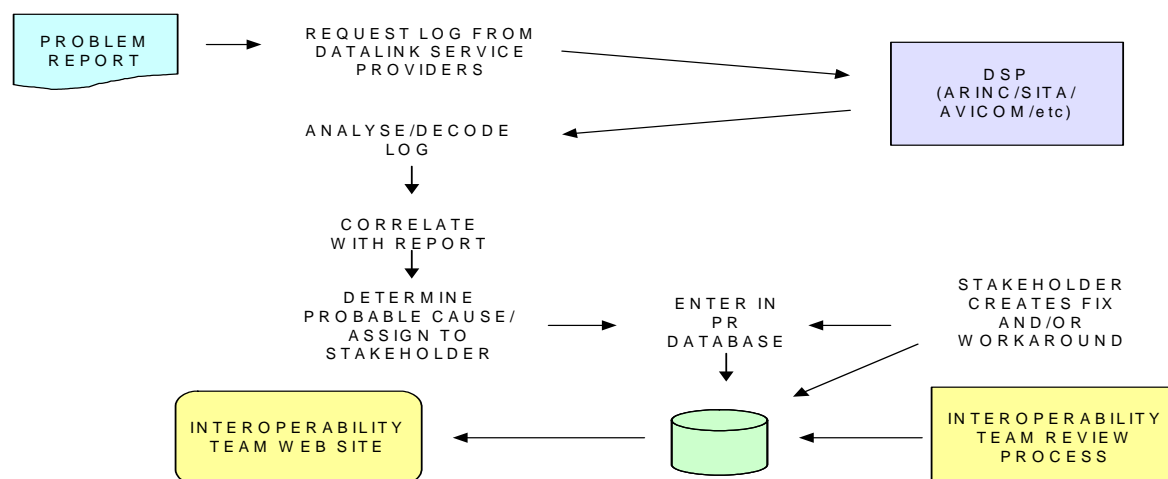 PROBLEM
REPORT
REQUEST LOG FROM
DATALINK SERVICE
PROVIDERS
DSP
(ARINC/SITA/
AVICOM/etc)
ANALYSE/DECODE
LOG
CORRELATE
WITH REPORT
DETERMINE
PROBABLE CAUSE/
ASSIGN TO
STAKEHOLDER
ENTER IN
PR
DATABASE
STAKEHOLDER
CREATES FIX
AND/OR
WORKAROUND
INTEROPERABILITY
TEAM WEB SITE
INTEROPERABILITY
TEAM REVIEW
PROCESS